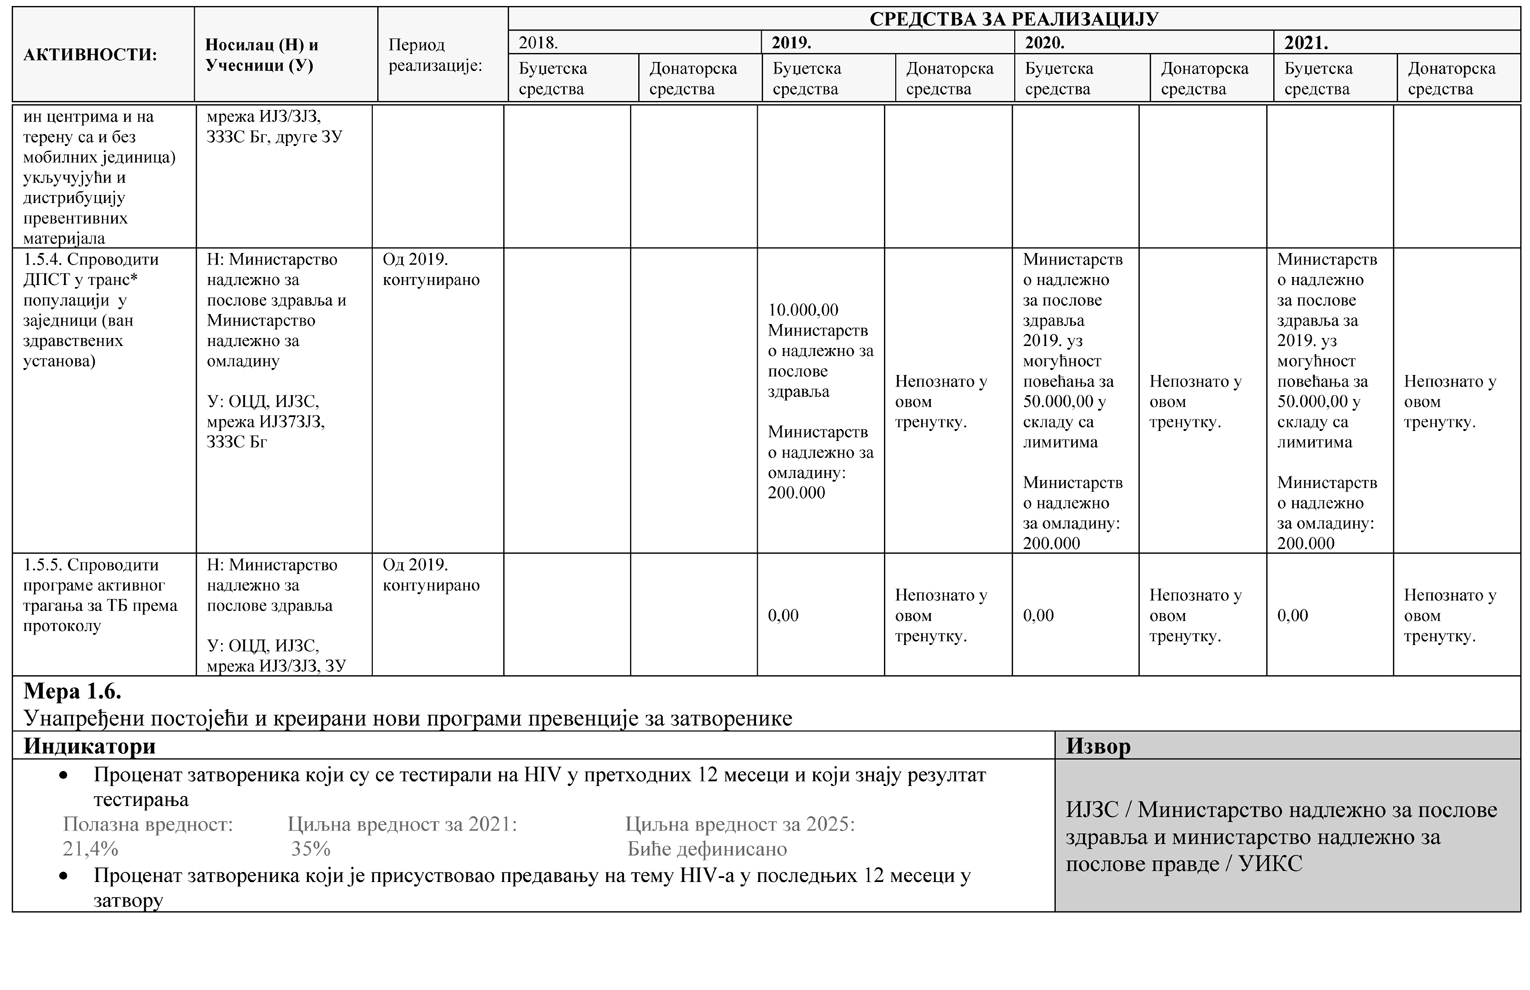 АКТИВНОСТИ:
Носилац (Н) и
Учесници (У)
Период
реализације:
СРЕДСТВА ЗА РЕАЛИЗАЦИЈУ
2018.
2019.
2020.
2021.
Буџетска
средства
Донаторска
средства
Буџетска
средства
Донаторска
средства
Буџетска
средства
Донаторска
средства
Буџетска
средства
Донаторска
средства
ин центрима и на
терену са и без
мобилних јединица)
укључујући и
дистрибуцију
превентивних
материјала
мрежа ИЈЗ/ЗЈЗ,
ЗЗЗС Бг, друге ЗУ
1.5.4. Спроводити
ДПСТ у транс*
популацији у
заједници (ван
здравствених
установа)
Н: Министарство
надлежно за
послове здравља и
Министарство
надлежно за
омладину
У: ОЦД, ИЈЗС,
мрежа ИЈЗ7ЗЈЗ,
ЗЗЗС Бг
Од 2019.
контунирано
10.000,00
Министарств
о надлежно за
послове
здравља
Министарств
о надлежно за
омладину:
200.000
Непознато у
овом
тренутку.
Министарств
о надлежно
за послове
здравља
2019. уз
могућност
повећања за
50.000,00 у
складу са
лимитима
Министарств
о надлежно
за омладину:
200.000
Непознато у
овом
тренутку.
Министарств
о надлежно
за послове
здравља за
2019. уз
могућност
повећања за
50.000,00 у
складу са
лимитима
Министарств
о надлежно
за омладину:
200.000
Непознато у
овом
тренутку.
1.5.5. Спроводити
програме активног
трагања за ТБ према
протоколу
Н: Министарство
надлежно за
послове здравља
У: ОЦД, ИЈЗС,
мрежа ИЈЗ/ЗЈЗ, ЗУ
Од 2019.
контунирано
0,00
Непознато у
овом
тренутку.
0,00
Непознато у
овом
тренутку.
0,00
Непознато у
овом
тренутку.
Мера 1.6.
Унапређени постојећи и креирани нови програми превенције за затворенике
Индикатори
Извор
• Проценат затвореника који су се тестирали на HIV у претходних 12 месеци и који знају резултат
тестирања
Полазна вредност: Циљна вредност за 2021: Циљна вредност за 2025:
21,4% 35% Биће дефинисано
• Проценат затвореника који је присуствовао предавању на тему HIV-а у последњих 12 месеци у
затвору
ИЈЗС / Министарство надлежно за послове
здравља и министарство надлежно за
послове правде / УИКС